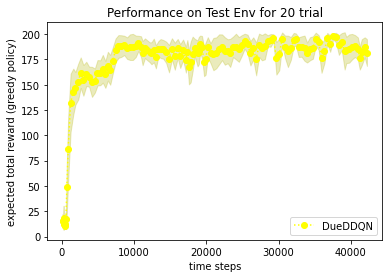 Performance on Test Env for 20 trial
expected total reward (greedy policy)
200
175
150
125
100
75
50
25
0
DueDDQN
0 10000 20000 30000 40000
time steps